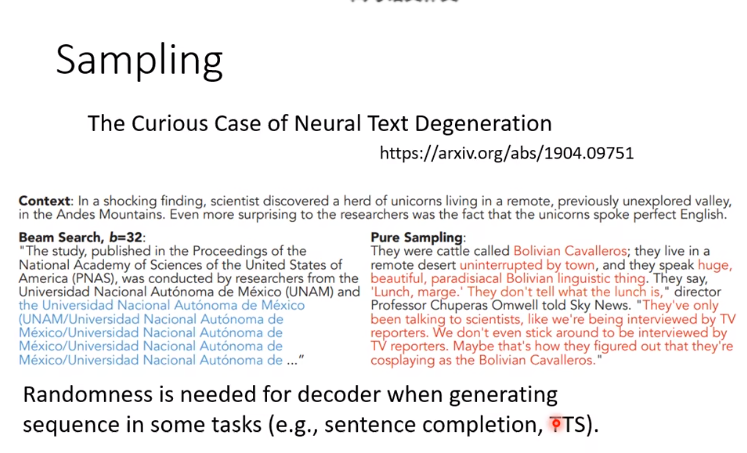 Sampling
The Curious Case of Neural Text Degeneration
https://arxiv.org/abs/1904.09751
Context: In a shocking finding, scientist discovered a herd of unicorns living in a remote, previously unexplored valley,
in the Andes Mountains. Even more surprising to the researchers was the fact that the unicorns spoke perfect English.
Beam Search, b=32:
"The study, published in the Proceedings of the
National Academy of Sciences of the United States of
America (PNAS), was conducted by researchers from the
Universidad Nacional Autónoma de México (UNAM) and
the Universidad Nacional Autónoma de México
(UNAM/Universidad Nacional Autónoma de
México/Universidad Nacional Autónoma de
México/Universidad Nacional Autónoma de
México/Universidad Nacional Autónoma de ..."
Pure Sampling:
They were cattle called Bolivian Cavalleros; they live in a
remote desert uninterrupted by town, and they speak huge,
beautiful, paradisiacal Bolivian linguistic thing. They say,
'Lunch, marge.' They don't tell what the lunch is," director
Professor Chuperas Omwell told Sky News. "They've only
been talking to scientists, like we're being interviewed by TV
reporters. We don't even stick around to be interviewed by
TV reporters. Maybe that's how they figured out that they're
cosplaying as the Bolivian Cavalleros."
Randomness is needed for decoder when generating
sequence in some tasks (e.g., sentence completion, TTS).